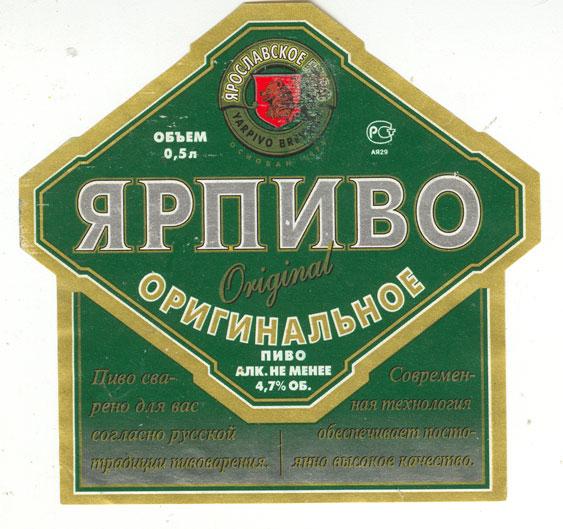 ЯРОСЛАВСКОЕ
YARPIVO
ОСНОВАН
ОБЪЕМ
0,5 л
РС
АЯ29
ЯРПИВО
Original
ОРИГИНАЛЬНОЕ
ПИВО
АЛК. НЕ МЕНЕЕ
4,7% ОБ.
Пиво сва-
рено для вас
согласно русской
традиции пивоварения.
Современ-
ная технология
обеспечивает посто-
янно высокое качество.